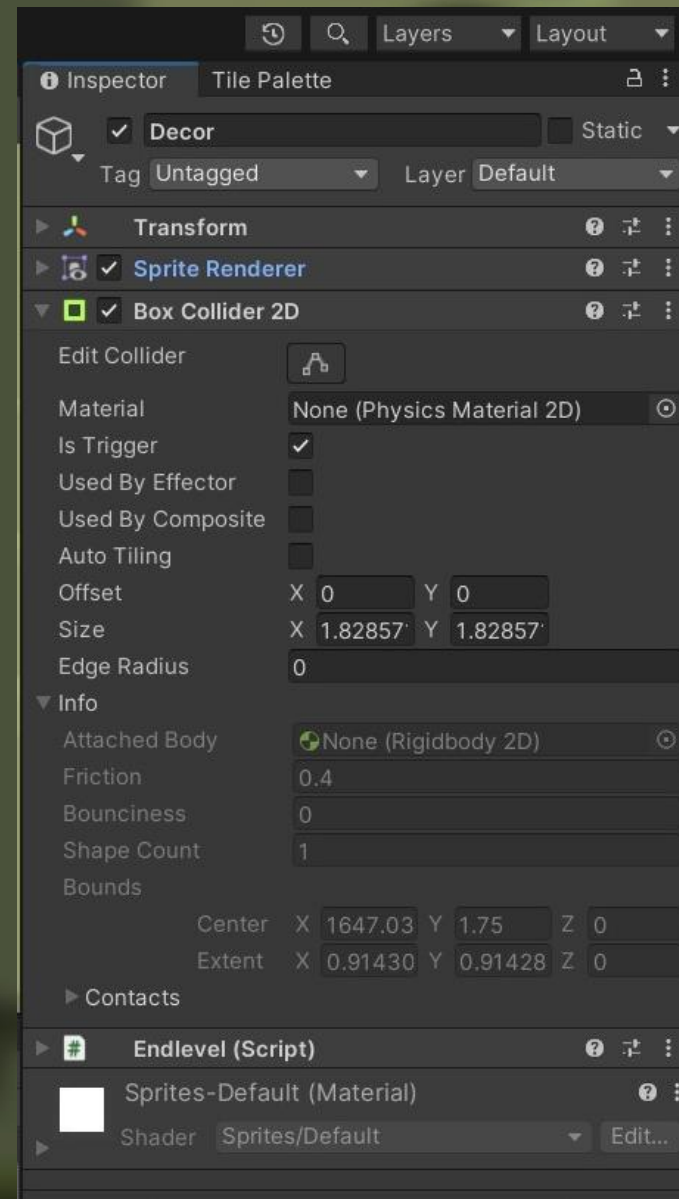 Layers Layout
Inspector Tile Palette
Decor Static
Tag Untagged Layer Default
Transform
Sprite Renderer
Box Collider 2D
Edit Collider
Material None (Physics Material 2D)
Is Trigger
Used By Effector
Used By Composite
Auto Tiling
Offset X 0 Y 0
Size X 1.82857 Y 1.82857
Edge Radius 0
Info
Attached Body None (Rigidbody 2D)
Friction 0.4
Bounciness 0
Shape Count 1
Bounds
Center X 1647.03 Y 1.75 Z 0
Extent X 0.91430 Y 0.91428 Z 0
Contacts
# Endlevel (Script)
Sprites-Default (Material)
Shader Sprites/Default Edit...